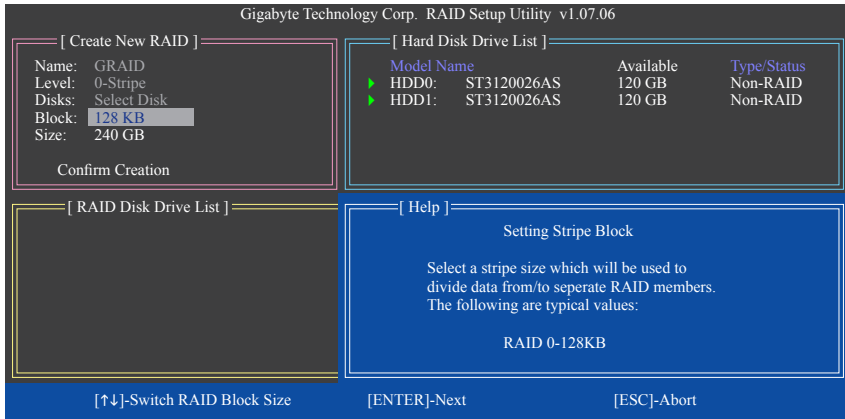 Gigabyte Technology Corp. RAID Setup Utility v1.07.06
[ Create New RAID ]
Name: GRAID
Level: 0-Stripe
Disks: Select Disk
Block: 128 KB
Size: 240 GB
Confirm Creation
[ Hard Disk Drive List ]
Model Name Available Type/Status
HDD0: ST3120026AS 120 GB Non-RAID
HDD1: ST3120026AS 120 GB Non-RAID
[ RAID Disk Drive List ]
[ Help ]
Setting Stripe Block
Select a stripe size which will be used to
divide data from/to seperate RAID members.
The following are typical values:
RAID 0-128KB
[↑↓]-Switch RAID Block Size [ENTER]-Next [ESC]-Abort